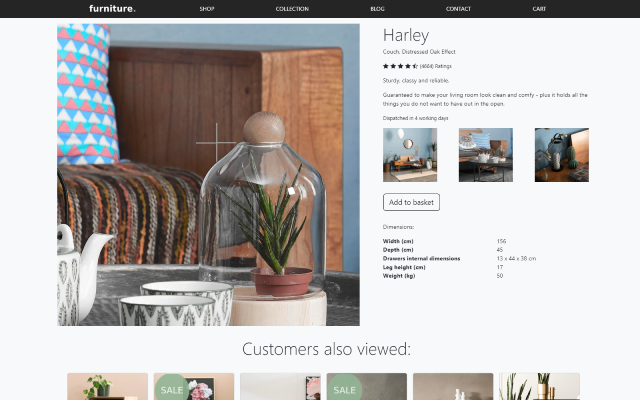 furniture.
SHOP
COLLECTION
BLOG
CONTACT
CART
Harley
Couch, Distressed Oak Effect
(4664) Ratings
Sturdy, classy and reliable.
Guaranteed to make your living room look clean and comfy - plus it holds all the
things you do not want to have out in the open.
Dispatched in 4 working days
Add to basket
Dimensions:
Width (cm) 156
Depth (cm) 45
Drawers internal dimensions 13 x 44 x 38 cm
Leg height (cm) 17
Weight (kg) 50
Customers also viewed:
SALE
SALE